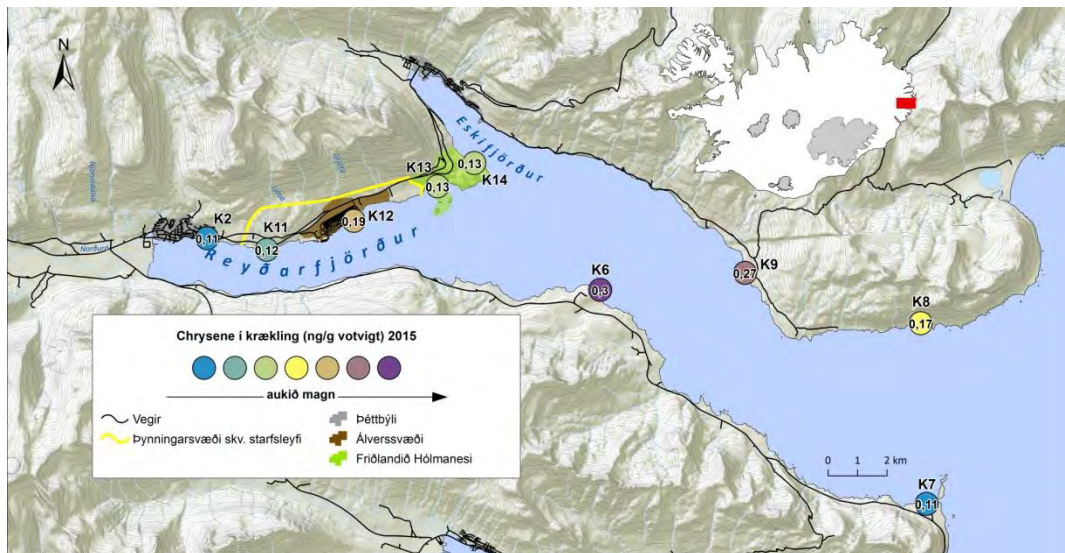 N
Eskifjörður
K13
0,13
0,13
K14
K2
0,11
K11
0,12
K12
0,19
Norðurá
Reyðarfjörður
K6
0,3
K9
0,27
K8
0,17
K7
0,11
Chrysene í krækling (ng/g votvigt) 2015
aukið magn
Vegir
Þynningarsvæði skv. starfsleyfi
Þéttbýli
Álverssvæði
Friðlandið Hólmanesi
0 1 2 km